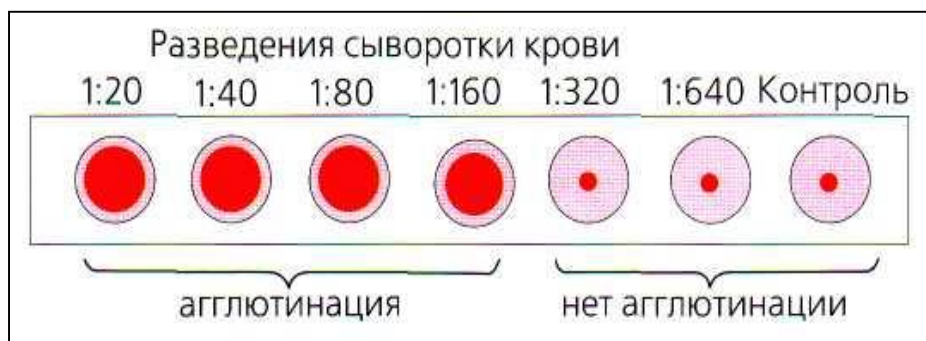 Разведения сыворотки крови
1:20 1:40 1:80 1:160 1:320 1:640 Контроль
агглютинация нет агглютинации